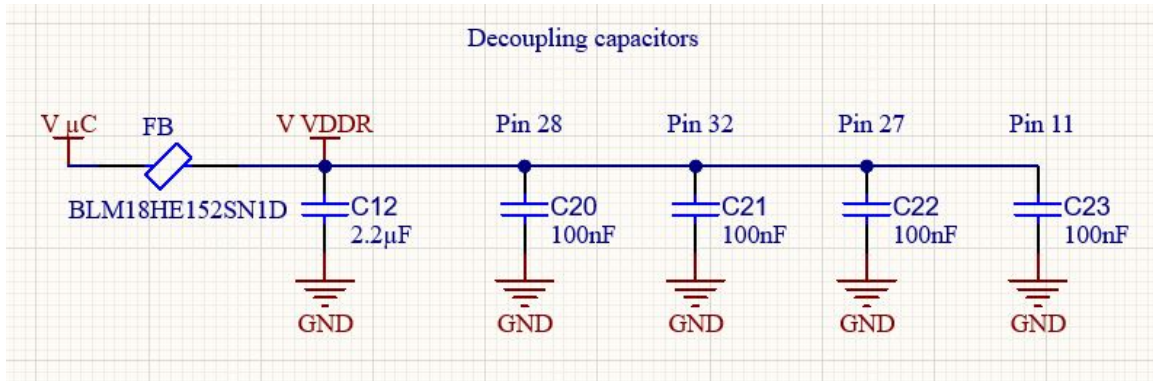 Decoupling capacitors
V µC
FB
V VDDR
Pin 28
Pin 32
Pin 27
Pin 11
BLM18HE152SN1D
C12
2.2µF
C20
100nF
C21
100nF
C22
100nF
C23
100nF
GND
GND
GND
GND
GND